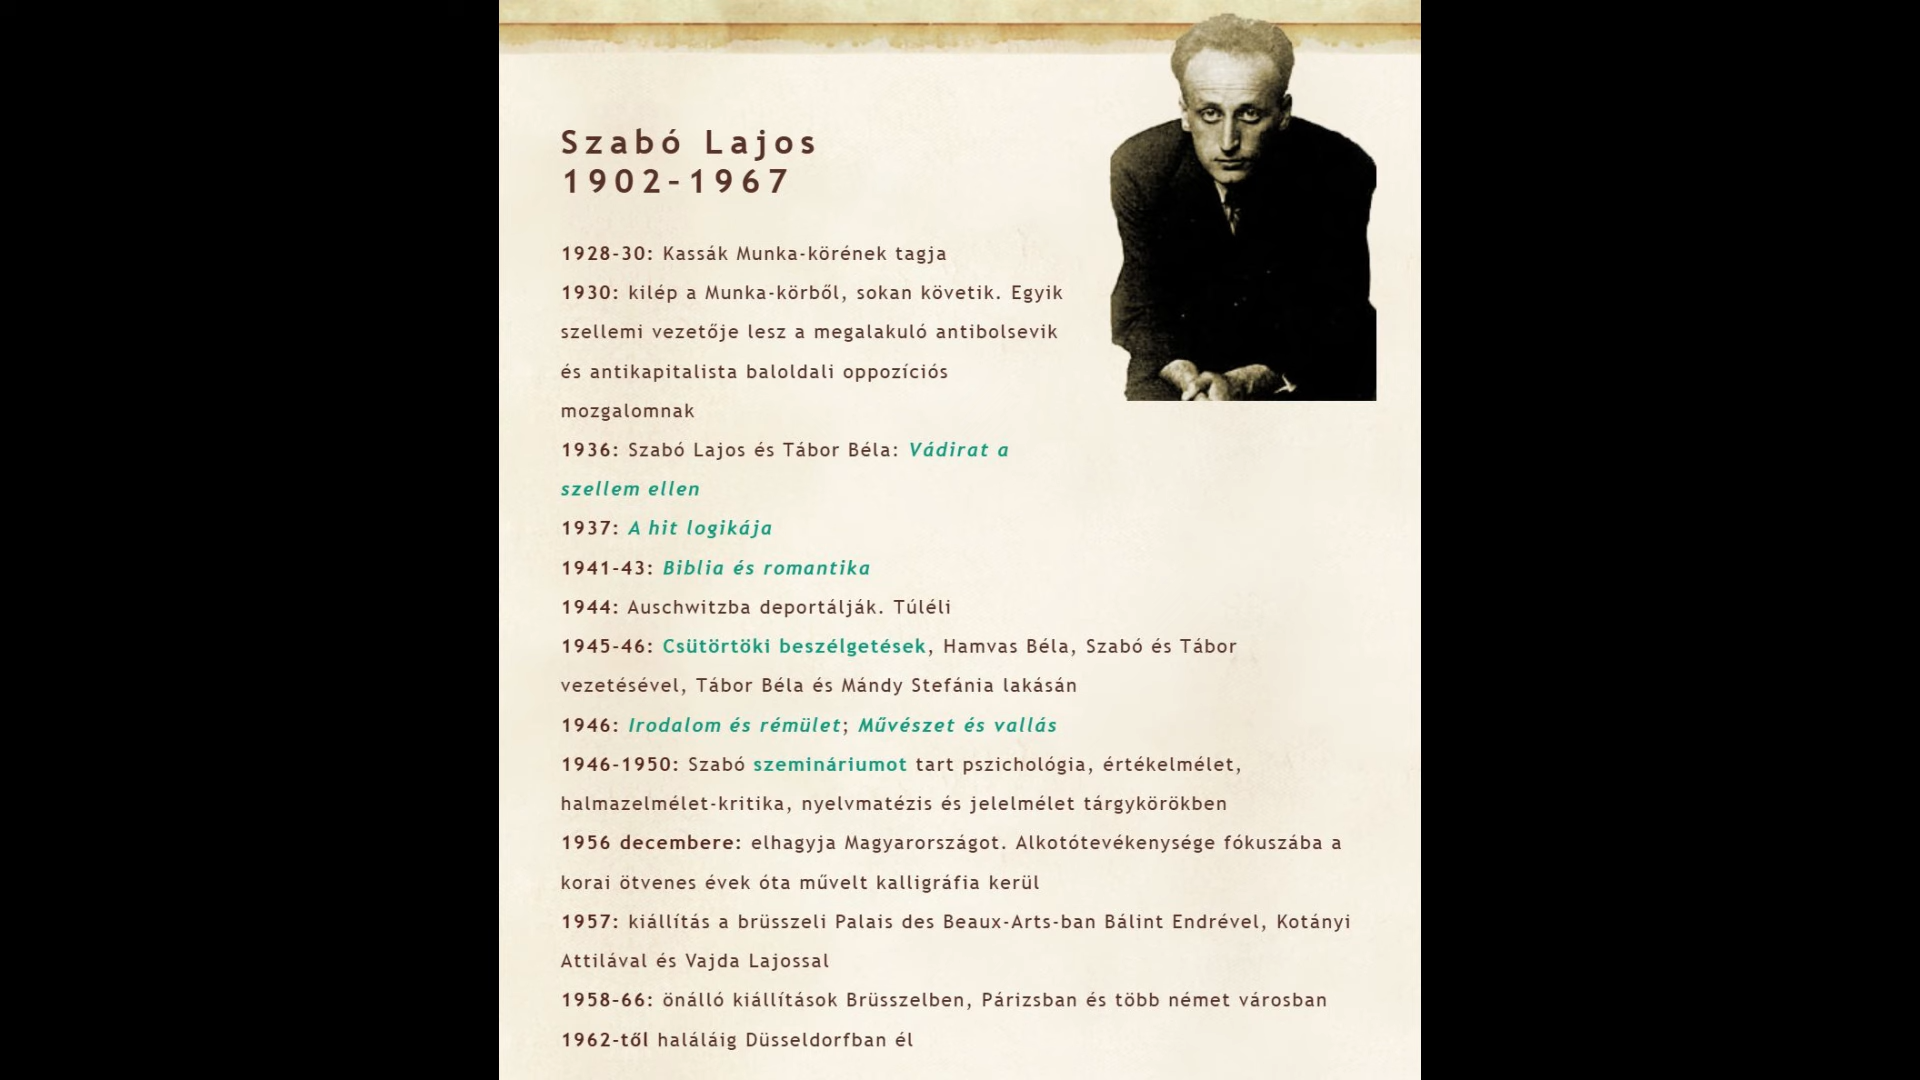 Szabó Lajos
1902-1967
1928-30: Kassák Munka-körének tagja
1930: kilép a Munka-körből, sokan követik. Egyik
szellemi vezetője lesz a megalakuló antibolsevik
és antikapitalista baloldali oppozíciós
mozgalomnak
1936: Szabó Lajos és Tábor Béla: Vádirat a
szellem ellen
1937: A hit logikája
1941-43: Biblia és romantika
1944: Auschwitzba deportálják. Túléli
1945-46: Csütörtöki beszélgetések, Hamvas Béla, Szabó és Tábor
vezetésével, Tábor Béla és Mándy Stefánia lakásán
1946: Irodalom és rémület; Művészet és vallás
1946-1950: Szabó szemináriumot tart pszichológia, értékelmélet,
halmazelmélet-kritika, nyelvmatézis és jelelmélet tárgykörökben
1956 decembere: elhagyja Magyarországot. Alkotótevékenysége fókuszába a
korai ötvenes évek óta művelt kalligráfia kerül
1957: kiállítás a brüsszeli Palais des Beaux-Arts-ban Bálint Endrével, Kotányi
Attilával és Vajda Lajossal
1958-66: önálló kiállítások Brüsszelben, Párizsban és több német városban
1962-től haláláig Düsseldorfban él